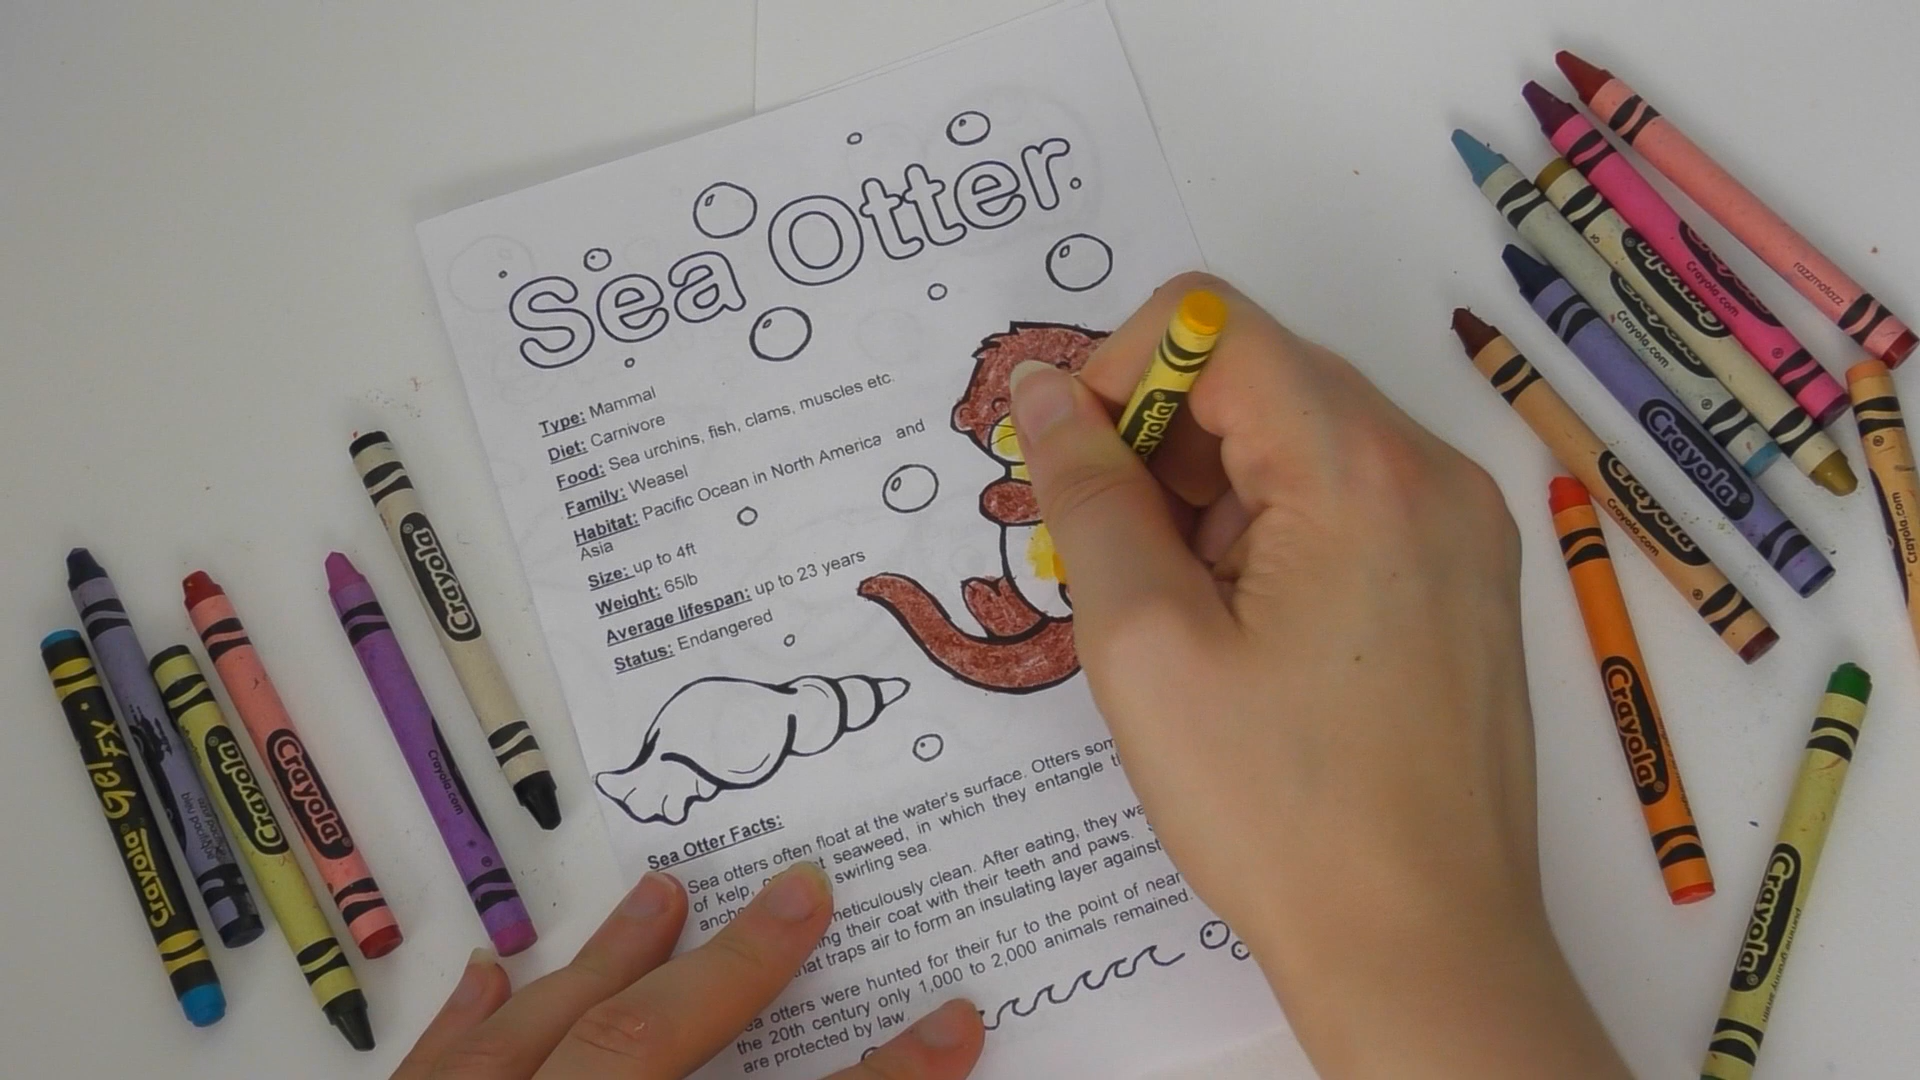 Sea Otter
Type: Mammal
Diet: Carnivore
Food: Sea urchins, fish, clams, muscles etc.
Family: Weasel
Habitat: Pacific Ocean in North America and
Asia
Size: up to 4ft
Weight: 65lb
Average lifespan: up to 23 years
Status: Endangered
Sea Otter Facts:
Sea otters often float at the water's surface. Otters
of kelp, seaweed, in which they entangle
swirling sea.
meticulously clean. After eating, they
their coat with their teeth and paws.
that traps air to form an insulating layer against
otters were hunted for their fur to the point of near
the 20th century only 1,000 to 2,000 animals remained.
are protected by law.
Crayola
Crayola Gel FX
Crayola
Crayola
Crayola.com
Crayola
razzmatazz
Crayola.com
Crayola
Crayola.com
Crayola
Crayola
Crayola.com
Crayola
Crayola.com
Crayola